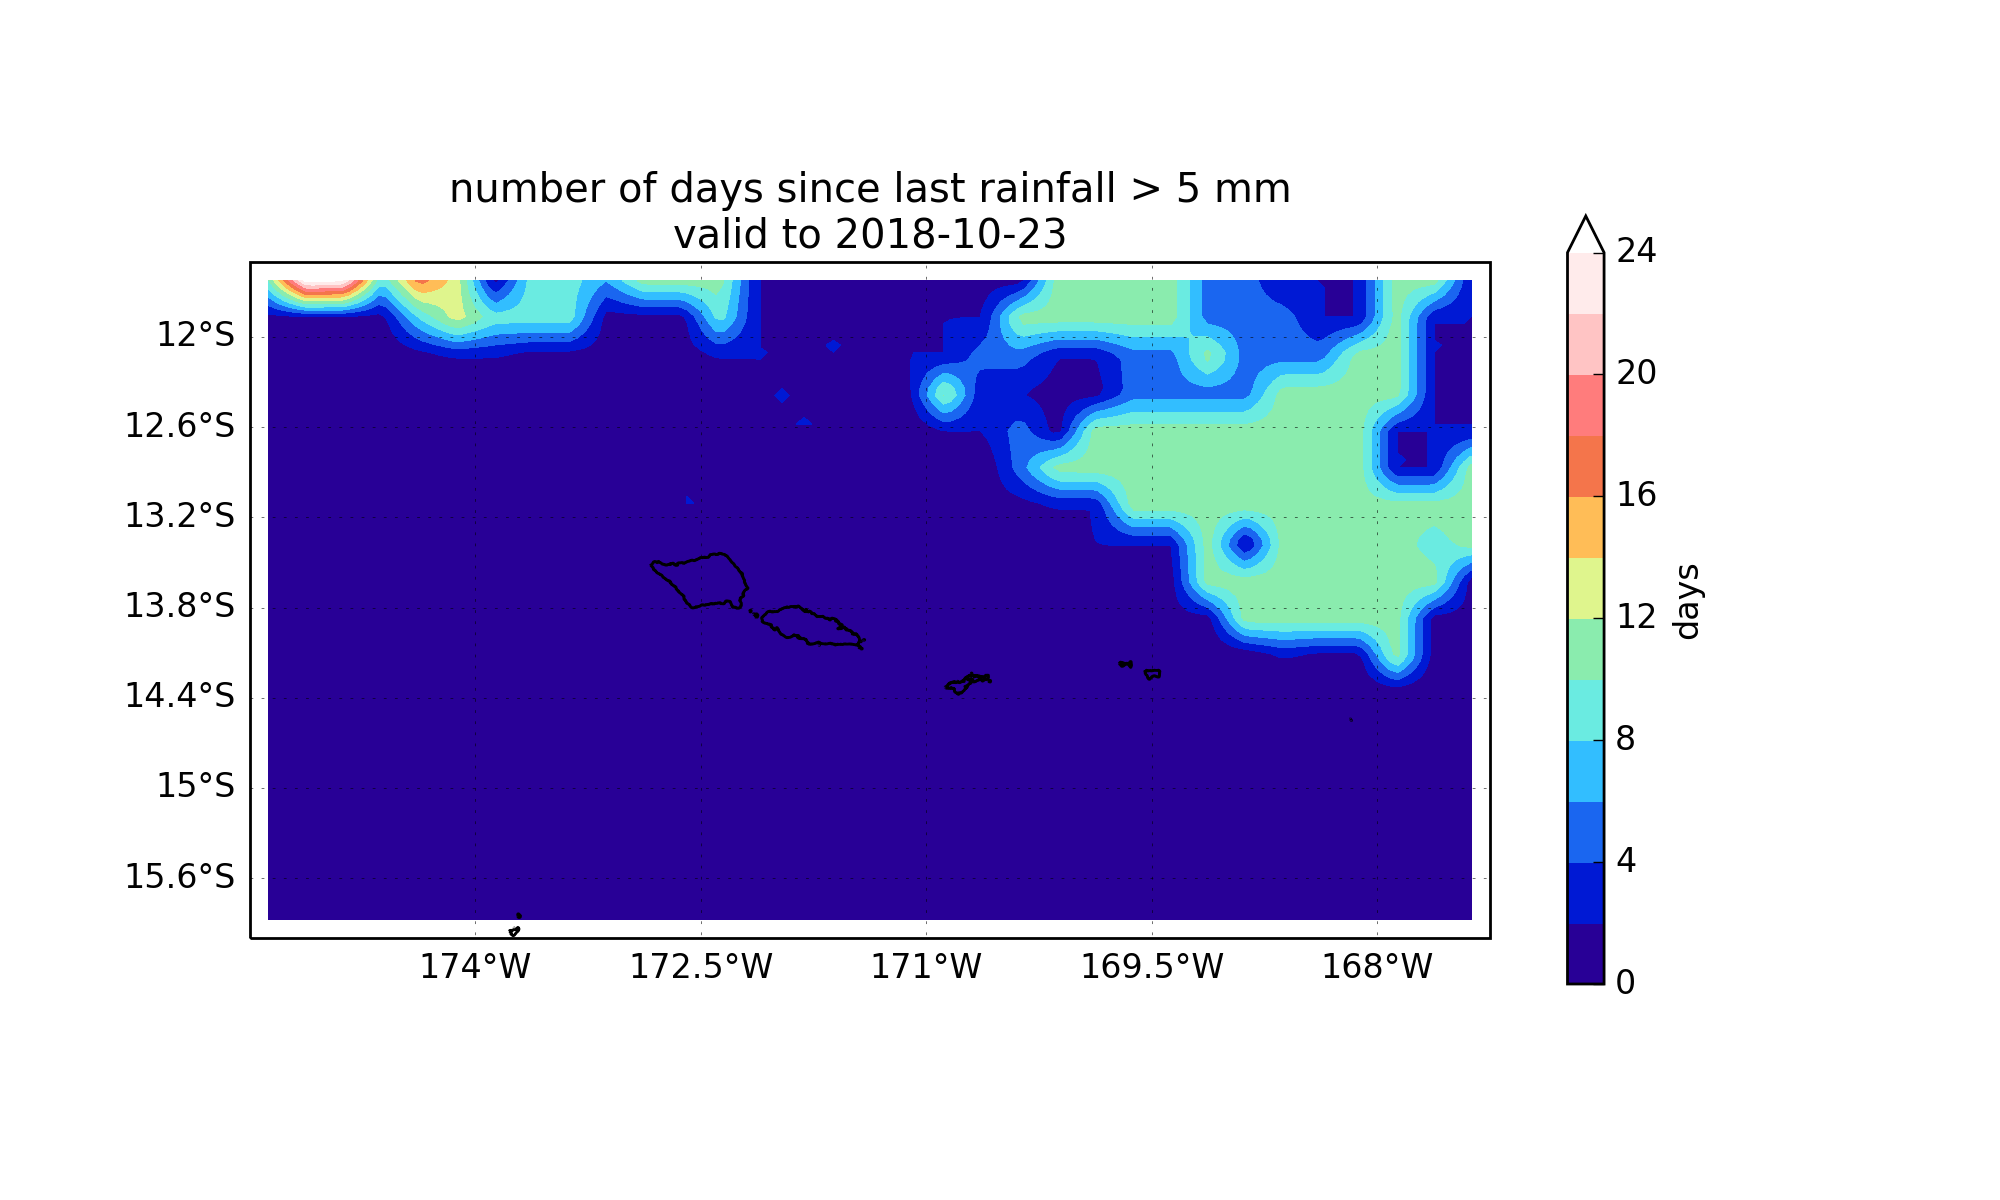 number of days since last rainfall > 5 mm
valid to 2018-10-23
12°S
12.6°S
13.2°S
13.8°S
14.4°S
15°S
15.6°S
174°W 172.5°W 171°W 169.5°W 168°W
24
20
16
12
8
4
0
days